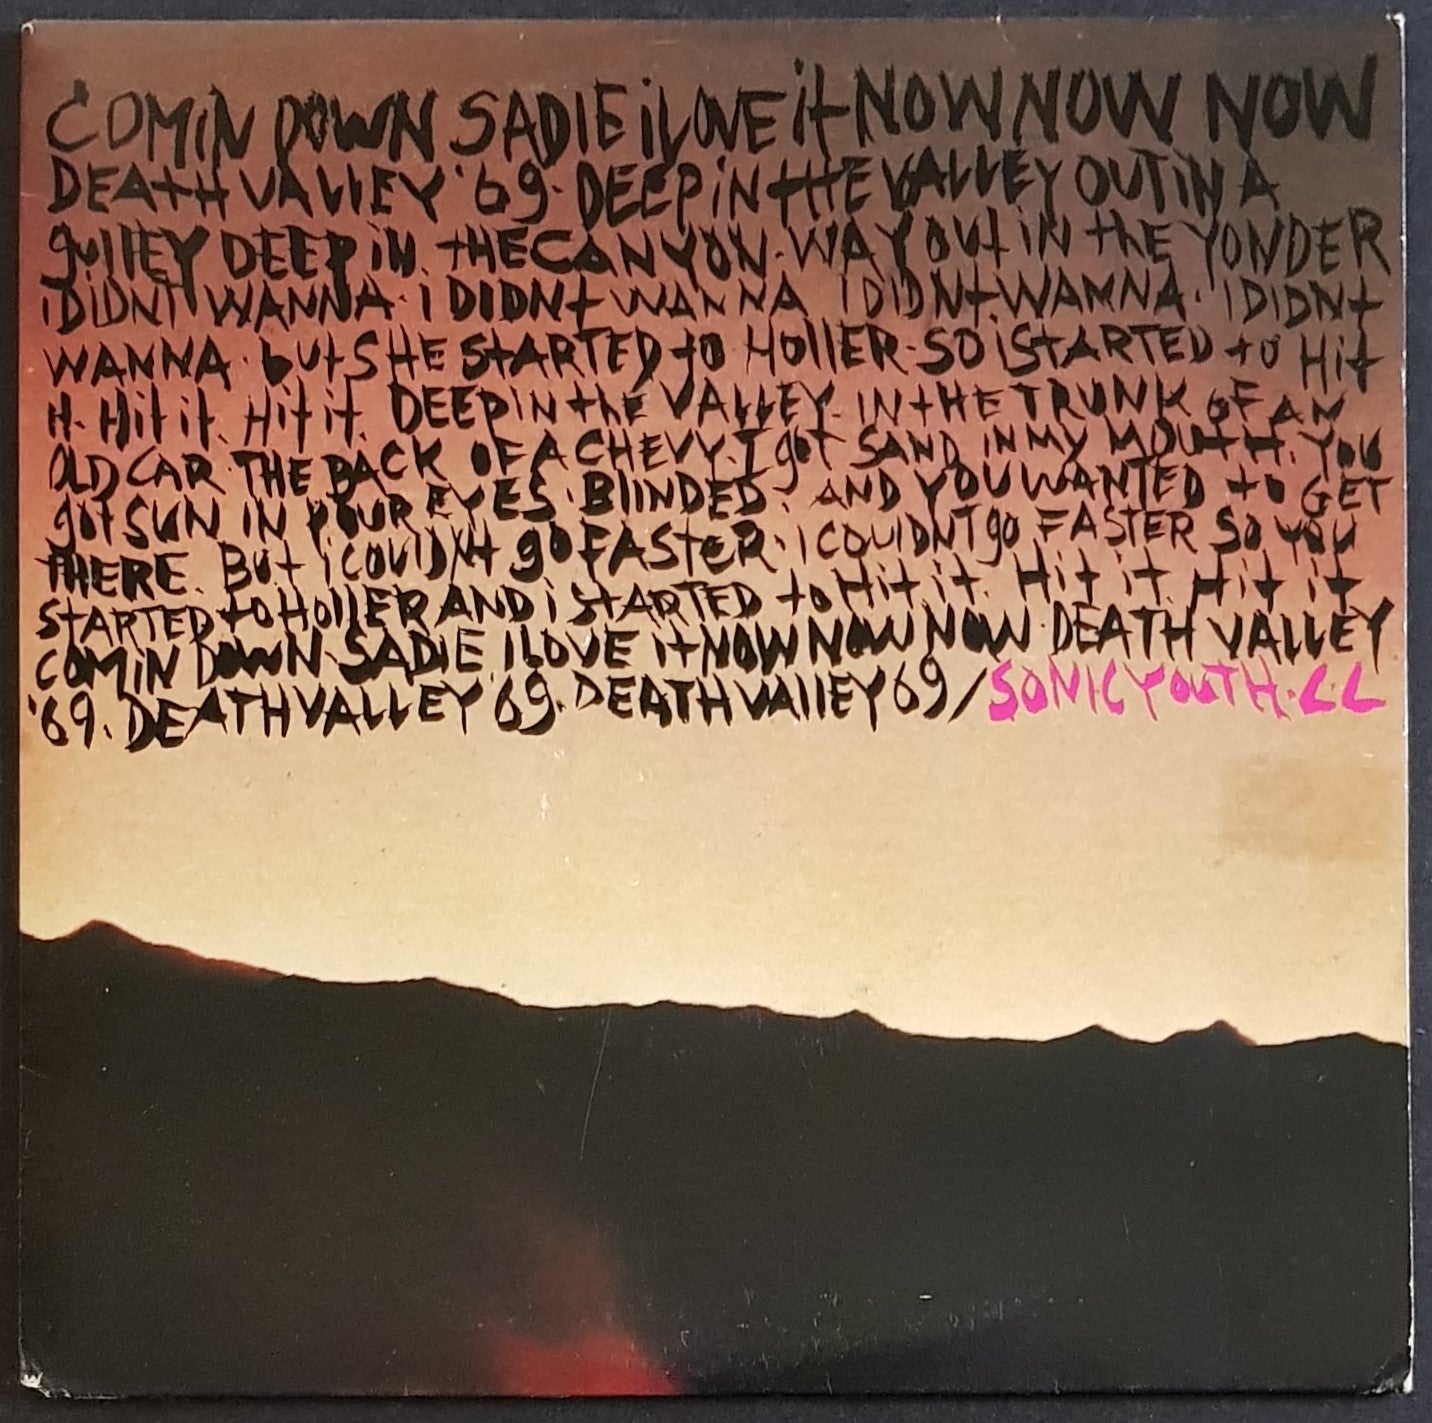 COMIN DOWN SADIE i LOVE it NOW NOW NOW
DEAtH VALLEY '69. DEEP iN tHE VALLEY OUT iN A
gulleY DEEP iN. tHE CANYON. WAY OUt iN thE YONDER
i DiDNT WANNA. i DIDNt WANNA I DIDNt. WANNA. I DIDNt
WANNA. but SHE StARTED tO HollER. SO i StARTED tO Hit
it. Hit it. Hit it. DEEP iN thE VALLEY. IN tHE TRUNK OF AN
OLD CAR. THE BACK OF A CHEVY. I got SAND IN MY MOUtH. YOU
got SUN IN YOUR EYES. BliNDED. AND YOU WANTED to GET
tHERE. But i COUlDNt gO FASteR. i COUlDNT go FASTER SO YOU
StARTED tO HollER AND i StARTED to Hit it. Hit it. Hit it
COMIN DOWN. SADIE i LOVE it NOW NOW NOW. DEATH VALLEY
'69. DEATH VALLEY '69. DEATH VAllEY 69/SONIC YOUTH. LL